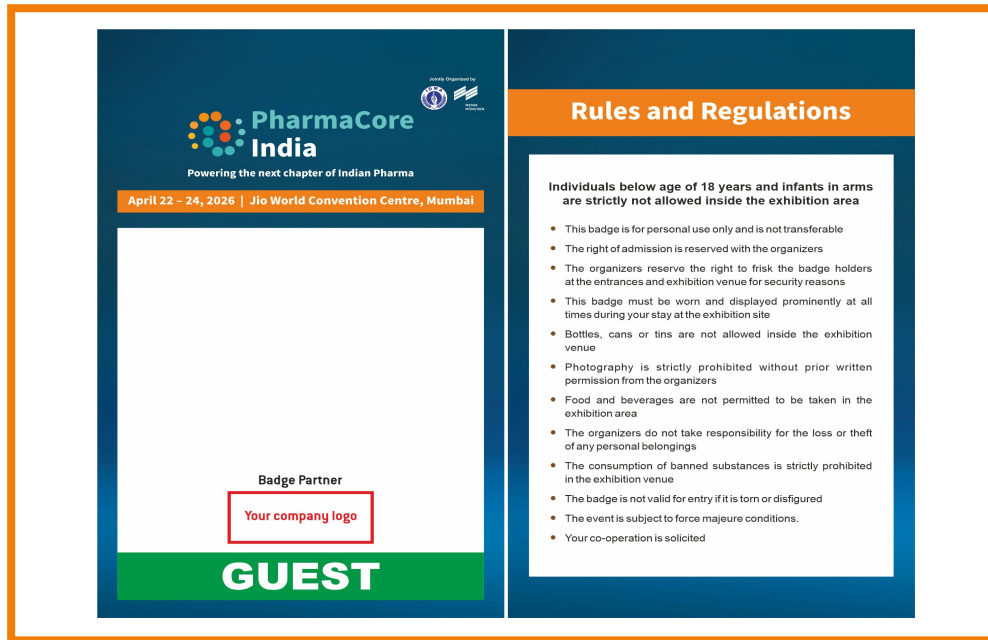 Jointly Organized by
IDMA
MESSE
MÜNCHEN
PharmaCore
India
Powering the next chapter of Indian Pharma
April 22 – 24, 2026 | Jio World Convention Centre, Mumbai
Badge Partner
Your company logo
GUEST
Rules and Regulations
Individuals below age of 18 years and infants in arms
are strictly not allowed inside the exhibition area
• This badge is for personal use only and is not transferable
• The right of admission is reserved with the organizers
• The organizers reserve the right to frisk the badge holders
at the entrances and exhibition venue for security reasons
• This badge must be worn and displayed prominently at all
times during your stay at the exhibition site
• Bottles, cans or tins are not allowed inside the exhibition
venue
• Photography is strictly prohibited without prior written
permission from the organizers
• Food and beverages are not permitted to be taken in the
exhibition area
• The organizers do not take responsibility for the loss or theft
of any personal belongings
• The consumption of banned substances is strictly prohibited
in the exhibition venue
• The badge is not valid for entry if it is torn or disfigured
• The event is subject to force majeure conditions.
• Your co-operation is solicited